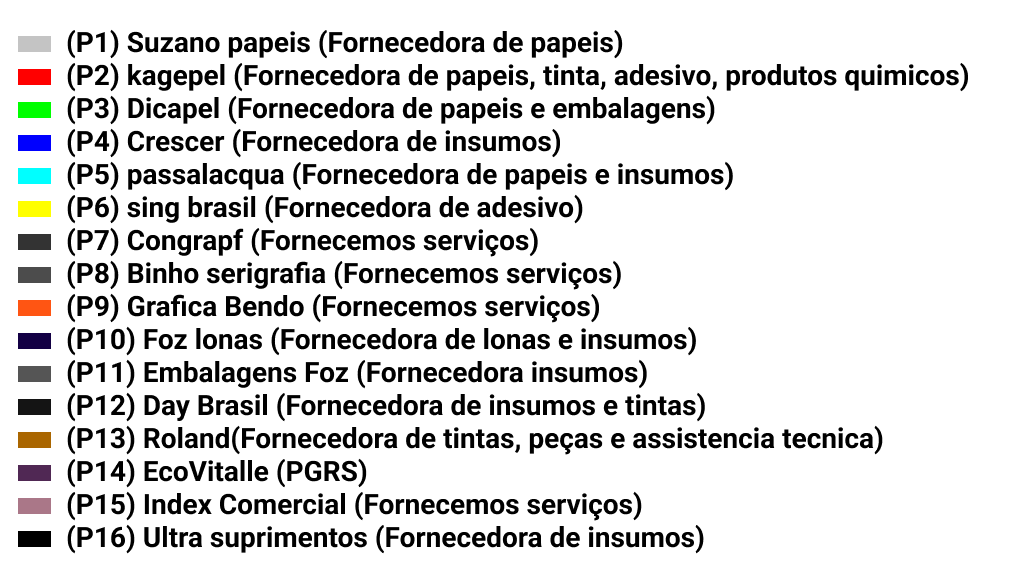 (P1) Suzano papeis (Fornecedora de papeis)
(P2) kagepel (Fornecedora de papeis, tinta, adesivo, produtos quimicos)
(P3) Dicapel (Fornecedora de papeis e embalagens)
(P4) Crescer (Fornecedora de insumos)
(P5) passalacqua (Fornecedora de papeis e insumos)
(P6) sing brasil (Fornecedora de adesivo)
(P7) Congrapf (Fornecemos serviços)
(P8) Binho serigrafia (Fornecemos serviços)
(P9) Grafica Bendo (Fornecemos serviços)
(P10) Foz lonas (Fornecedora de lonas e insumos)
(P11) Embalagens Foz (Fornecedora insumos)
(P12) Day Brasil (Fornecedora de insumos e tintas)
(P13) Roland(Fornecedora de tintas, peças e assistencia tecnica)
(P14) EcoVitalle (PGRS)
(P15) Index Comercial (Fornecemos serviços)
(P16) Ultra suprimentos (Fornecedora de insumos)